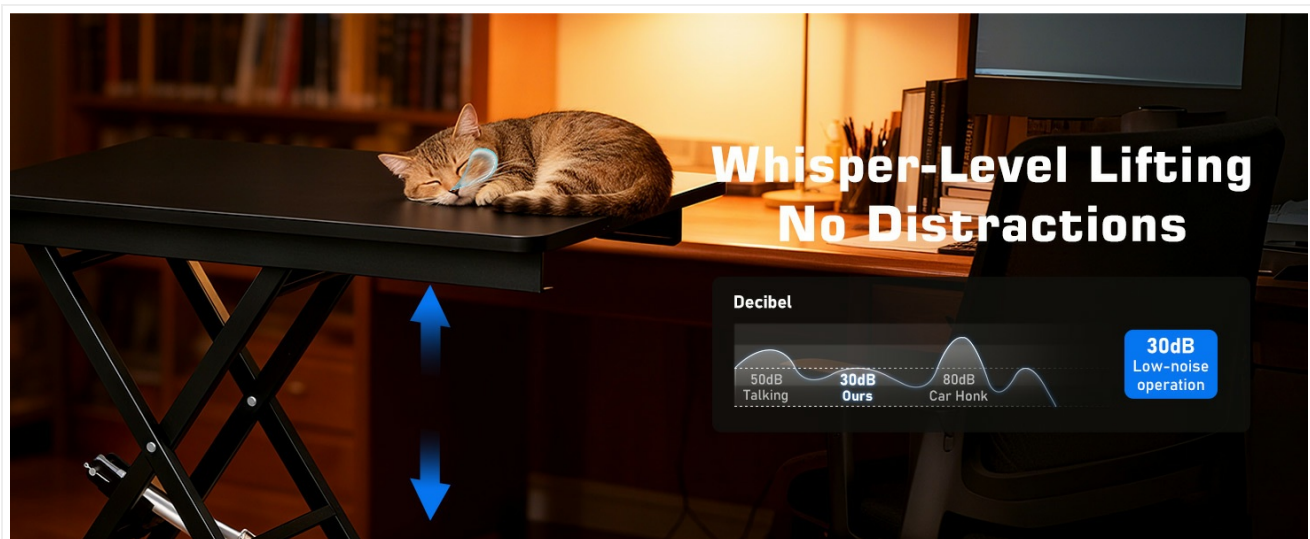 Whisper-Level Lifting
No Distractions
Decibel
50dB
Talking
30dB
Ours
80dB
Car Honk
30dB
Low-noise
operation